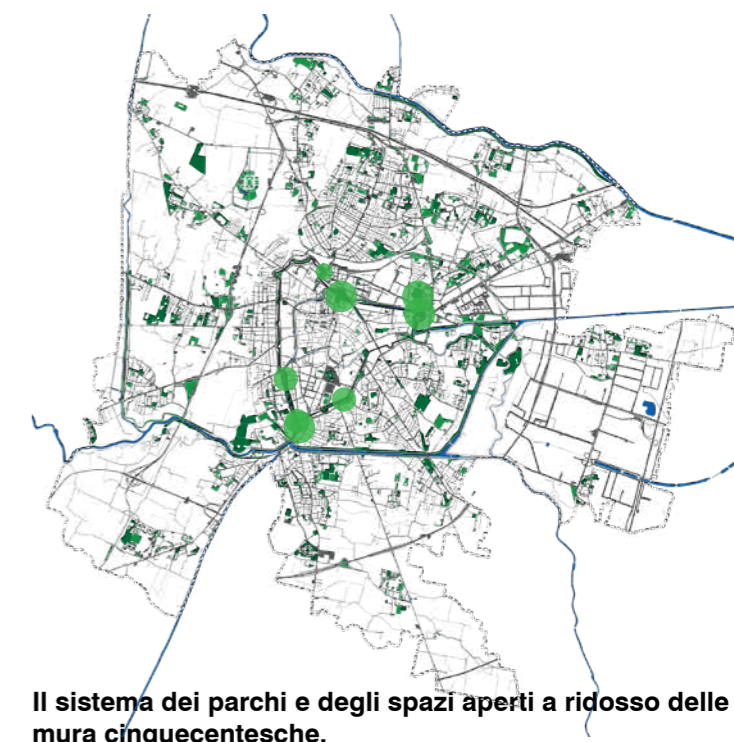 Il sistema dei parchi e degli spazi aperti a ridosso delle
mura cinquecentesche.